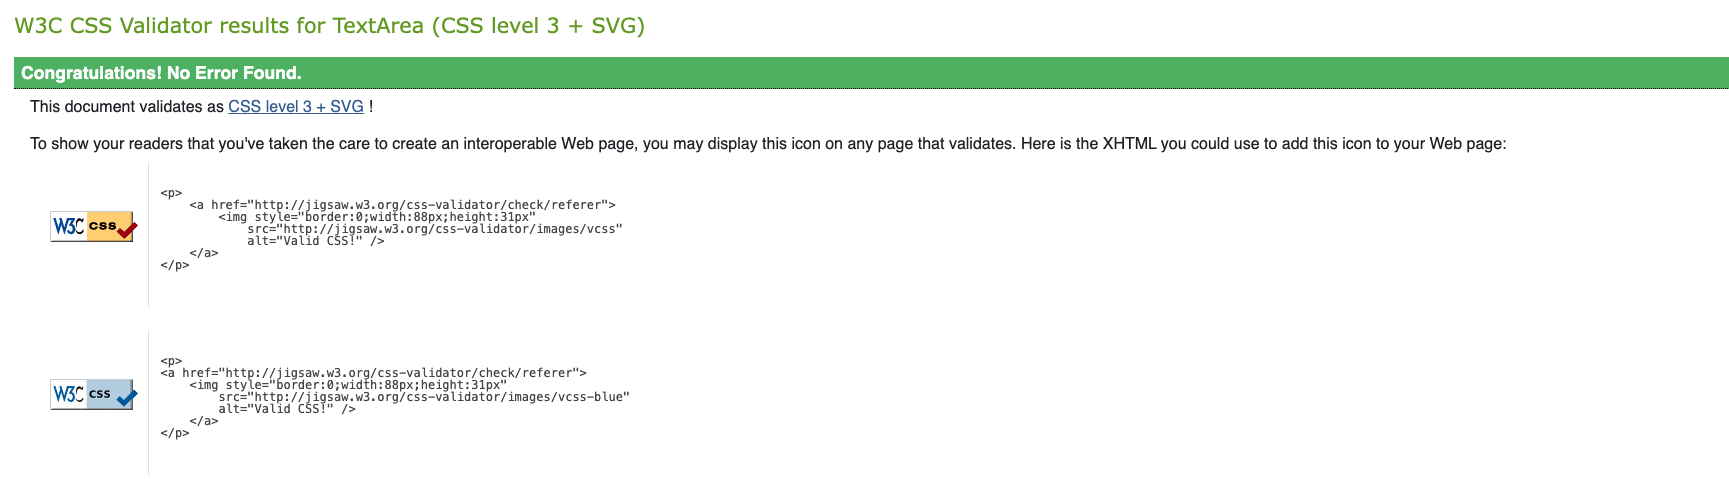 W3C CSS Validator results for TextArea (CSS level 3 + SVG)
Congratulations! No Error Found.
This document validates as CSS level 3 + SVG !
To show your readers that you've taken the care to create an interoperable Web page, you may display this icon on any page that validates. Here is the XHTML you could use to add this icon to your Web page:
W3C css
<p>
    <a href="http://jigsaw.w3.org/css-validator/check/referer">
        <img style="border:0;width:88px;height:31px"
            src="http://jigsaw.w3.org/css-validator/images/vcss"
            alt="Valid CSS!" />
    </a>
</p>
W3C css
<p>
<a href="http://jigsaw.w3.org/css-validator/check/referer">
    <img style="border:0;width:88px;height:31px"
        src="http://jigsaw.w3.org/css-validator/images/vcss-blue"
        alt="Valid CSS!" />
    </a>
</p>